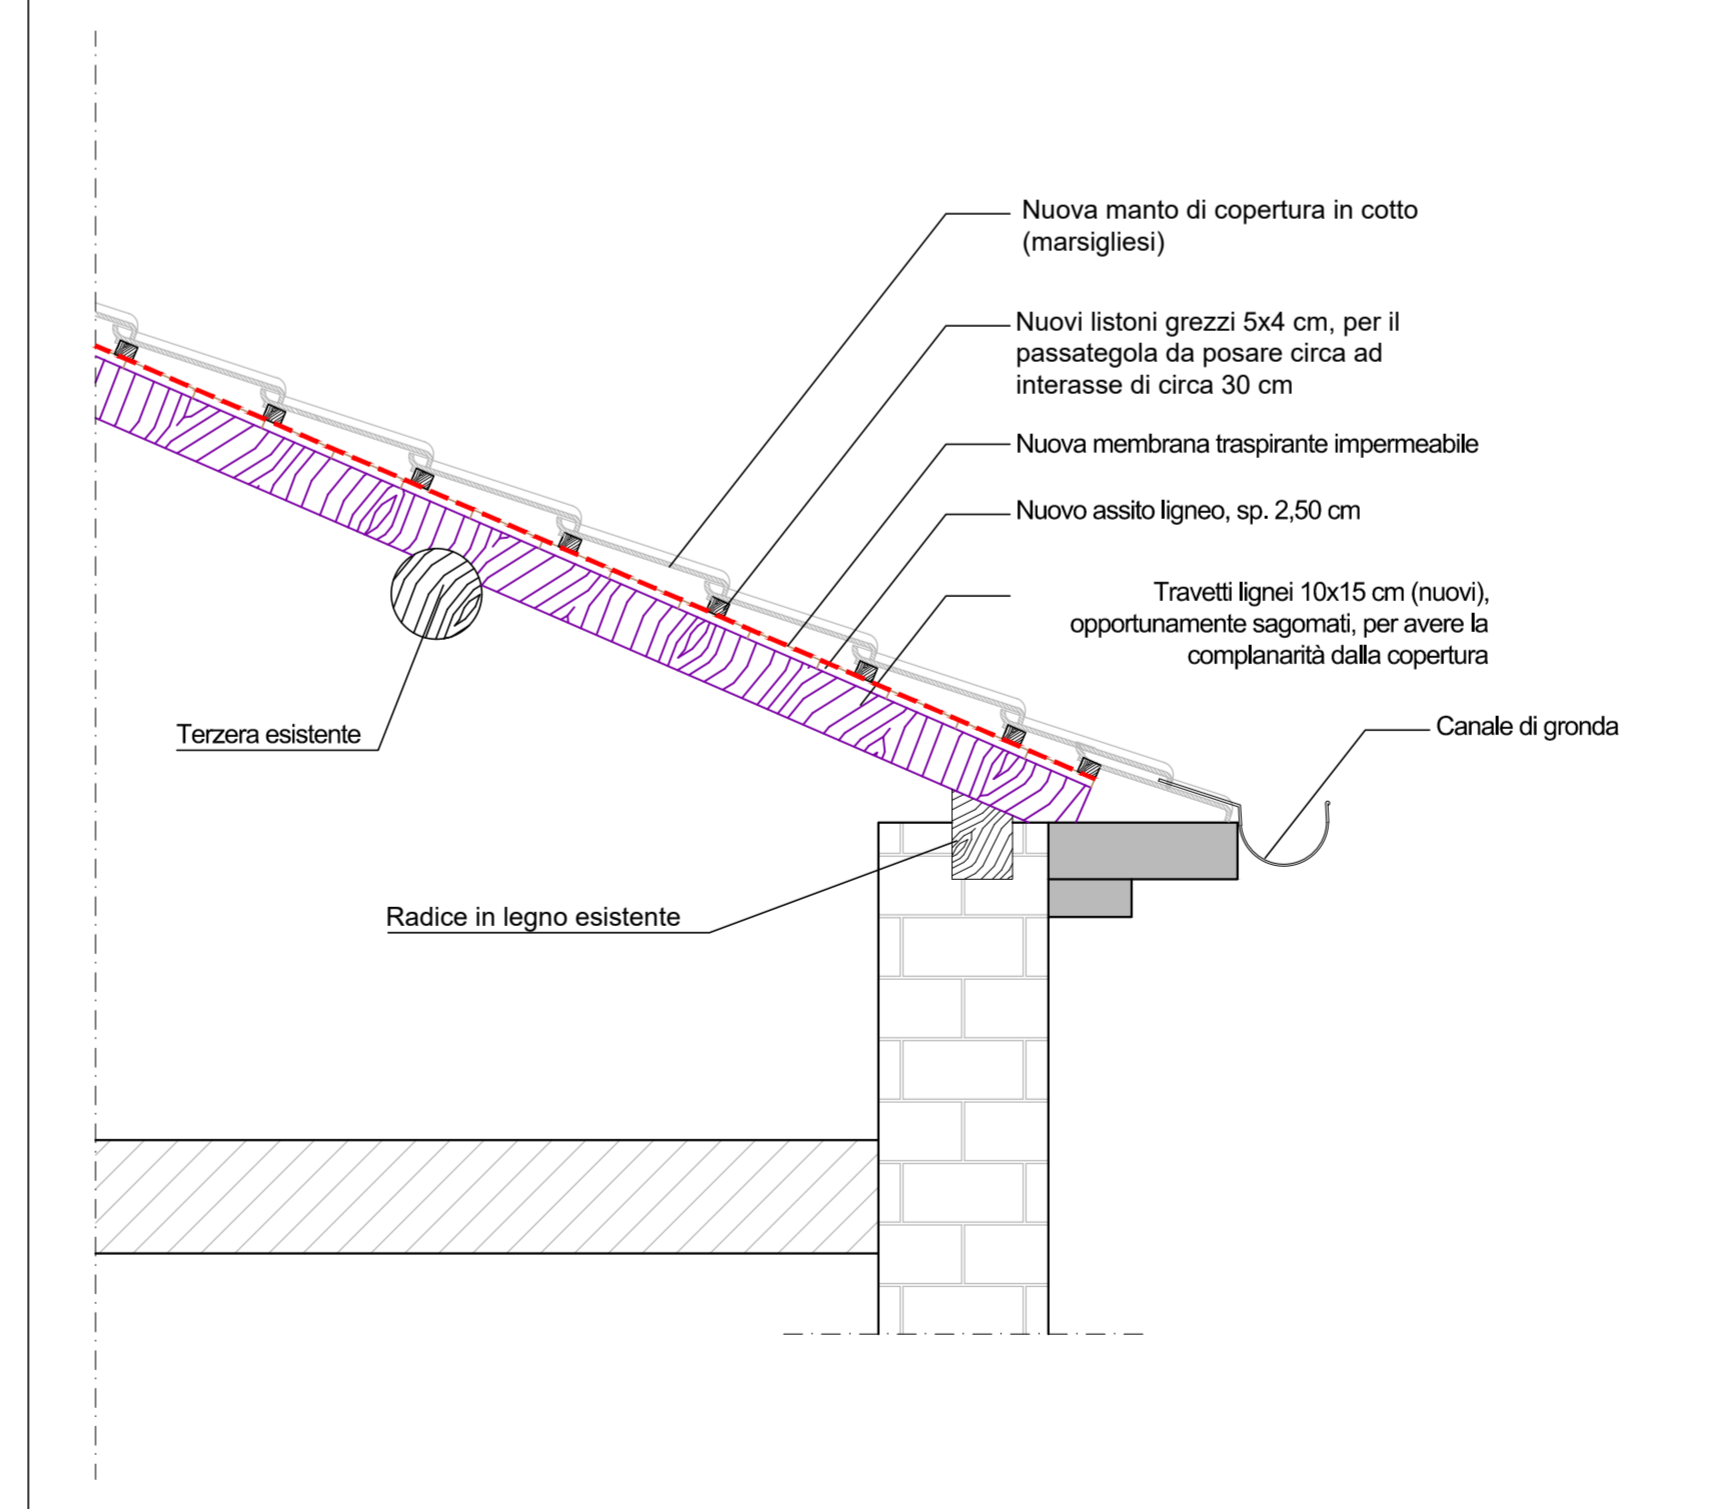 Nuova manto di copertura in cotto
(marsigliesi)
Nuovi listoni grezzi 5x4 cm, per il
passategola da posare circa ad
interasse di circa 30 cm
Nuova membrana traspirante impermeabile
Nuovo assito ligneo, sp. 2,50 cm
Travetti lignei 10x15 cm (nuovi),
opportunamente sagomati, per avere la
complanarità dalla copertura
Canale di gronda
Terzera esistente
Radice in legno esistente